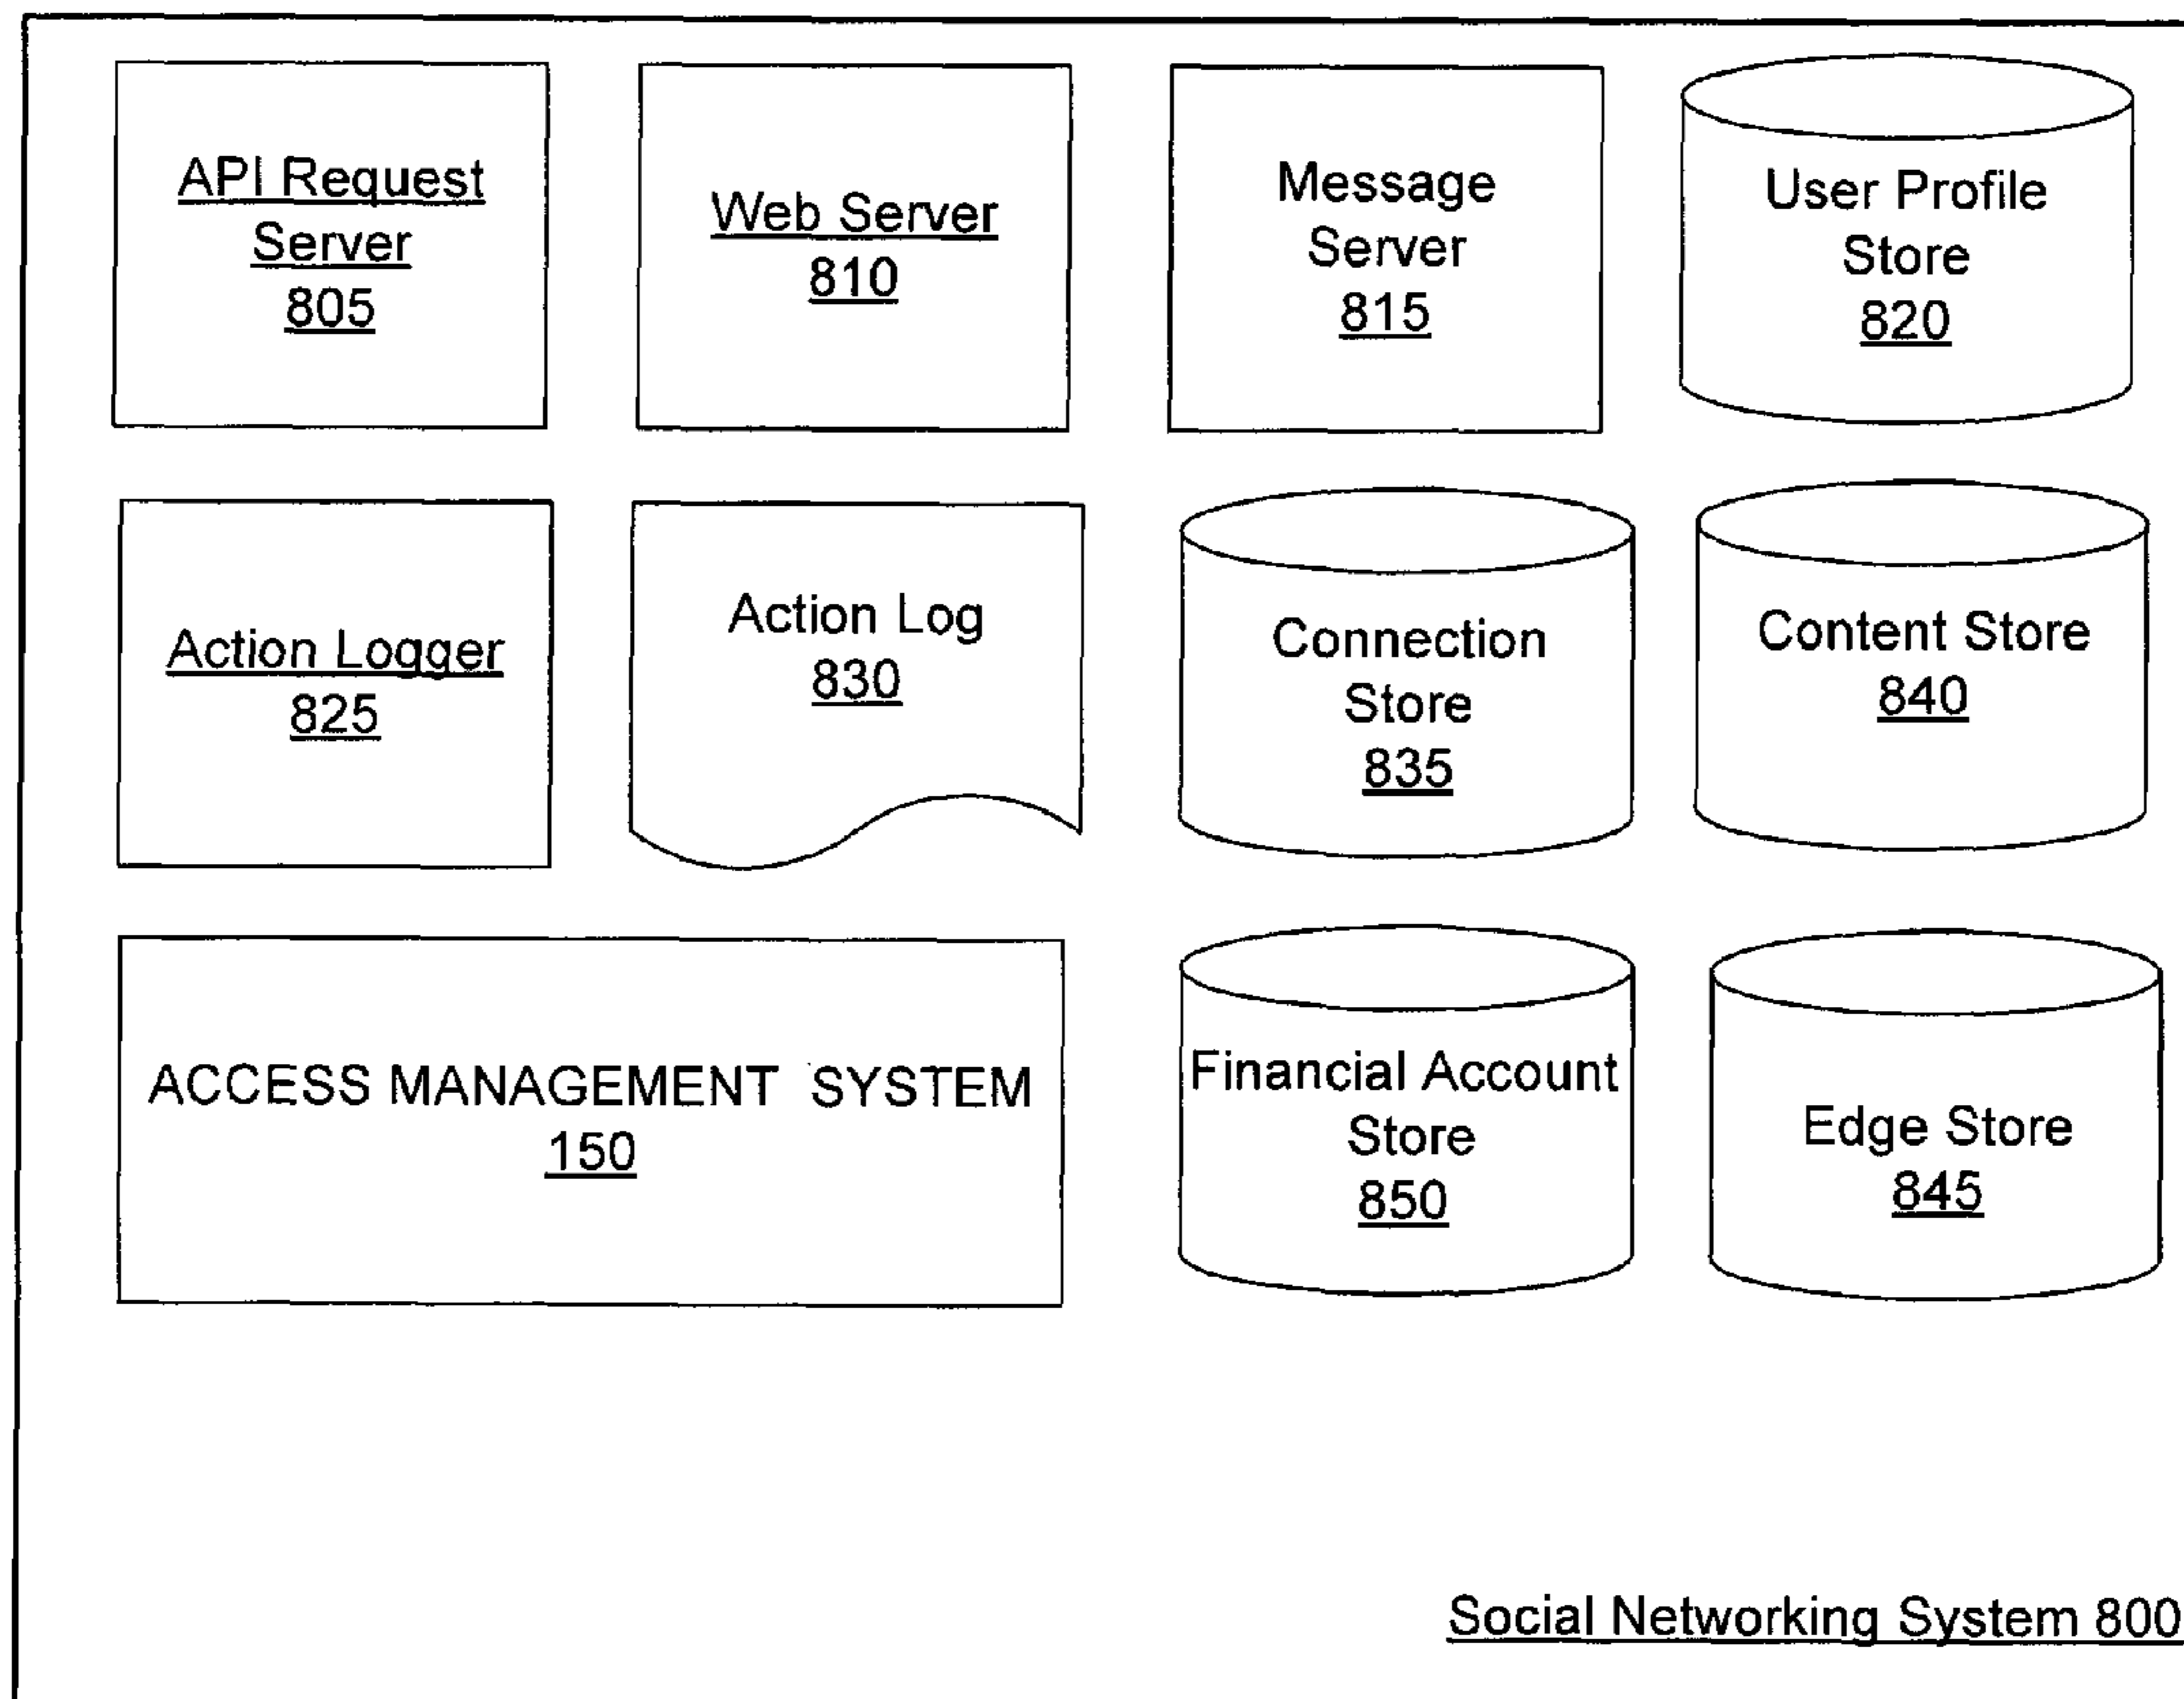 API Request
Server
805
Web Server
810
Message
Server
815
User Profile
Store
820
Action Logger
825
Action Log
830
Connection
Store
835
Content Store
840
ACCESS MANAGEMENT SYSTEM
150
Financial Account
Store
850
Edge Store
845
Social Networking System 800